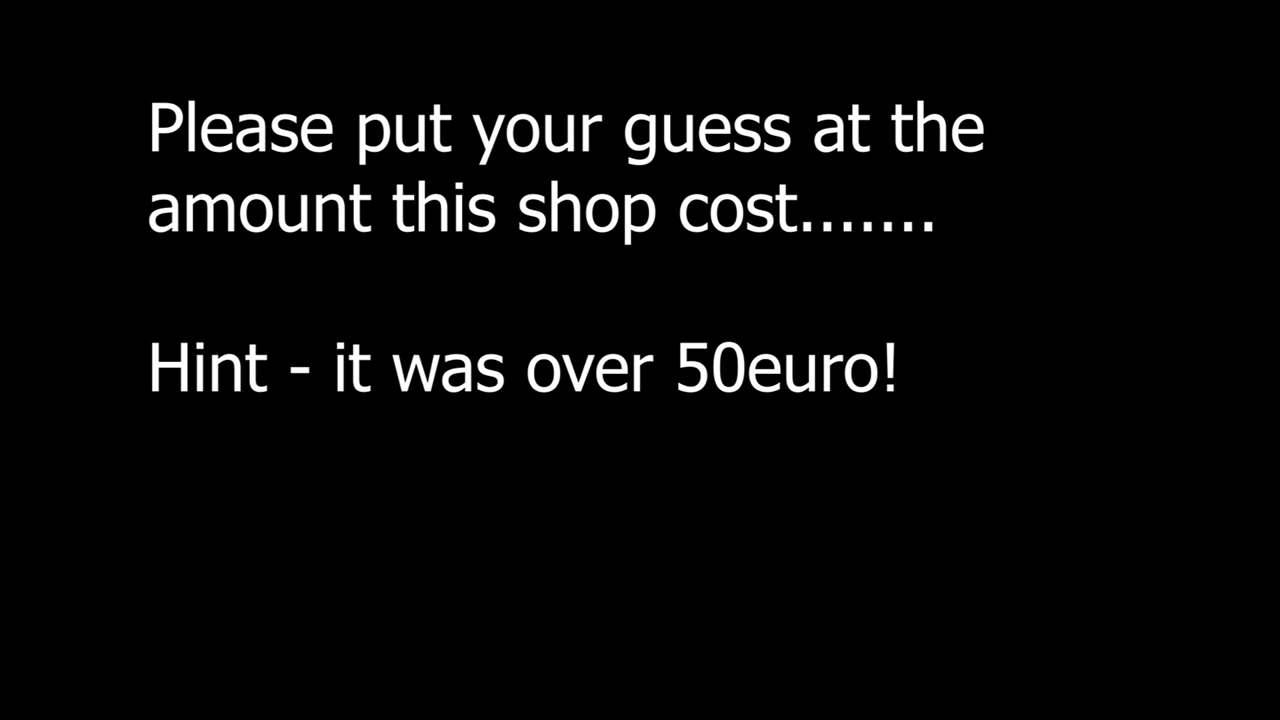 Please put your guess at the
amount this shop cost.......
Hint - it was over 50euro!